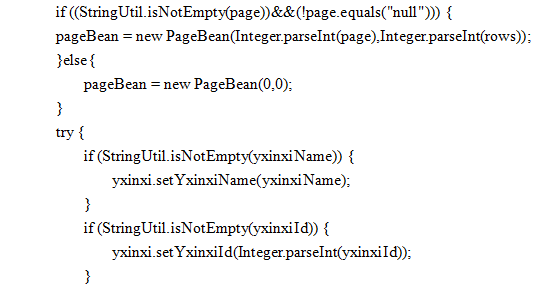 if ((StringUtil.isNotEmpty(page))&&(!page.equals("null"))) {
pageBean = new PageBean(Integer.parseInt(page),Integer.parseInt(rows));
}else{
pageBean = new PageBean(0,0);
}
try {
if (StringUtil.isNotEmpty(yxinxiName)) {
yxinxi.setYxinxiName(yxinxiName);
}
if (StringUtil.isNotEmpty(yxinxiId)) {
yxinxi.setYxinxiId(Integer.parseInt(yxinxiId));
}